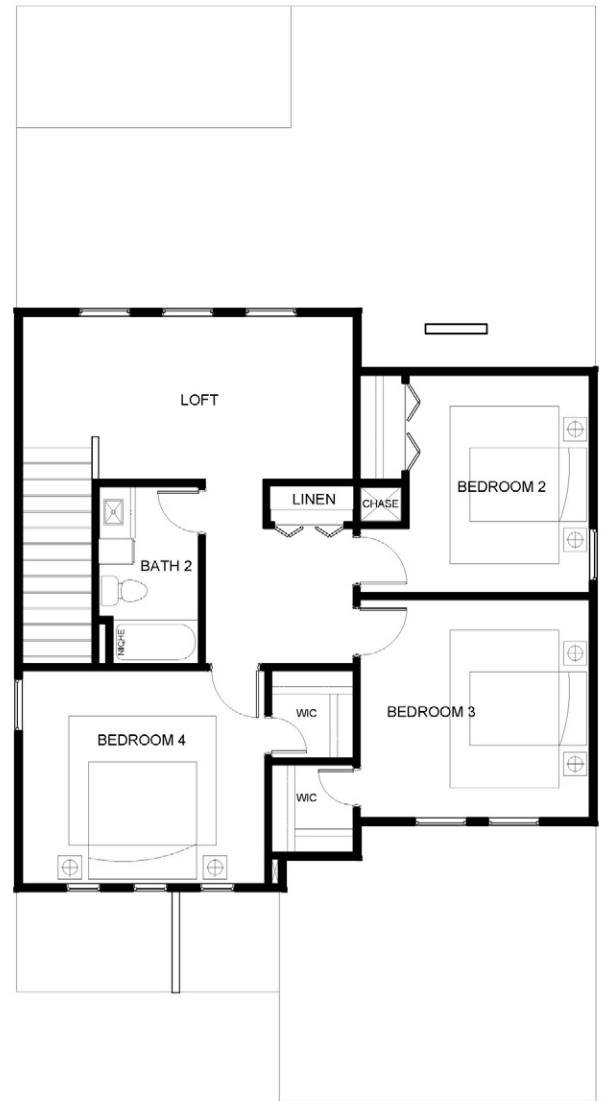 LOFT
LINEN
CHASE
BEDROOM 2
BATH 2
NICHE
WIC
BEDROOM 3
BEDROOM 4
WIC